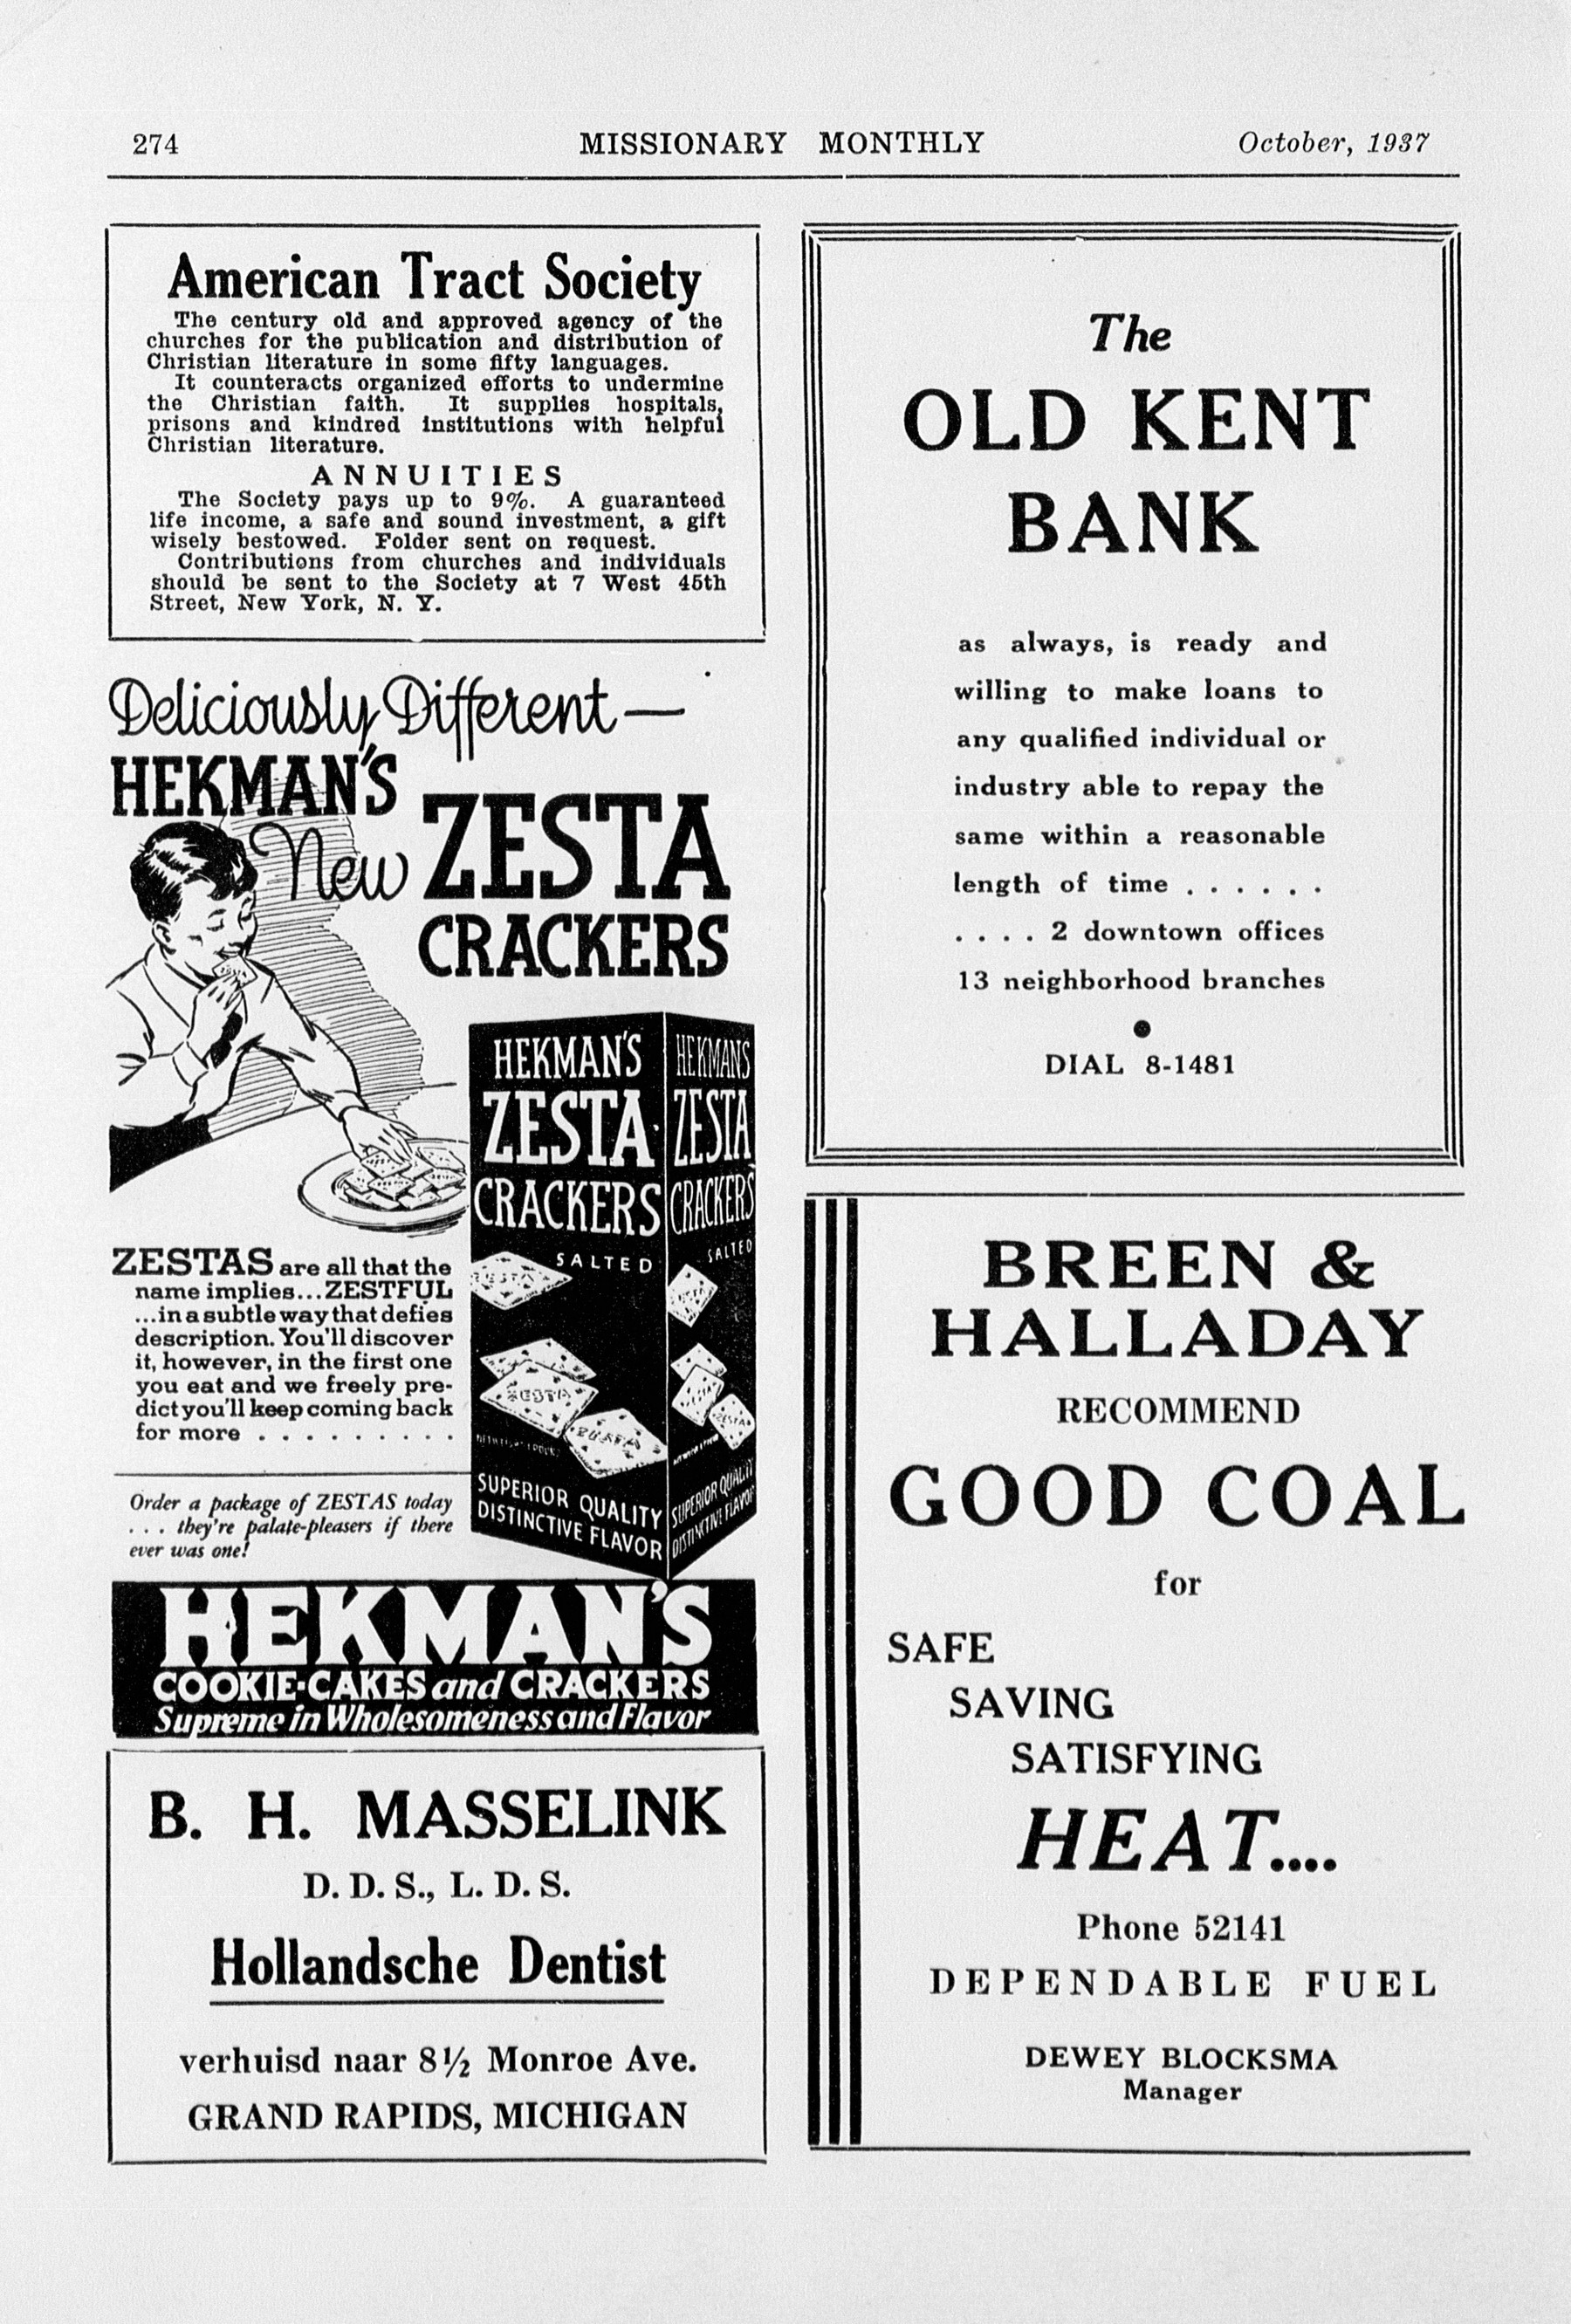 274
MISSIONARY MONTHLY
October, 1937
American Tract Society
The century old and approved agency of the
churches for the publication and distribution of
Christian literature in some fifty languages.
It counteracts organized efforts to undermine
the Christian faith. It supplies hospitals,
prisons and kindred institutions with helpful
Christian literature.
ANNUITIES
The Society pays up to 9%. A guaranteed
life income, a safe and sound investment, a gift
wisely bestowed. Folder sent on request.
Contributions from churches and individuals
should be sent to the Society at 7 West 45th
Street, New York, N. Y.
Deliciously Different—
HEKMAN'S
New ZESTA
CRACKERS
HEKMAN'S
ZESTA
CRACKERS
SALTED
ZESTA
ZESTA
ZESTA
SUPERIOR QUALITY
DISTINCTIVE FLAVOR
HEKMANS
ZESTA
CRACKERS
SALTED
ZESTA
SUPERIOR QUALITY
DISTINCTIVE FLAVOR
ZESTAS are all that the
name implies...ZESTFUL
...in a subtle way that defies
description. You'll discover
it, however, in the first one
you eat and we freely pre-
dict you'll keep coming back
for more . . . . . . . . .
Order a package of ZESTAS today
. . . they're palate-pleasers if there
ever was one!
HEKMAN'S
COOKIE-CAKES and CRACKERS
Supreme in Wholesomeness and Flavor
B. H. MASSELINK
D. D. S., L. D. S.
Hollandsche Dentist
verhuisd naar 8½ Monroe Ave.
GRAND RAPIDS, MICHIGAN
The
OLD KENT
BANK
as always, is ready and
willing to make loans to
any qualified individual or
industry able to repay the
same within a reasonable
length of time . . . . . .
. . . . 2 downtown offices
13 neighborhood branches
●
DIAL 8-1481
BREEN &
HALLADAY
RECOMMEND
GOOD COAL
for
SAFE
SAVING
SATISFYING
HEAT....
Phone 52141
DEPENDABLE FUEL
DEWEY BLOCKSMA
Manager